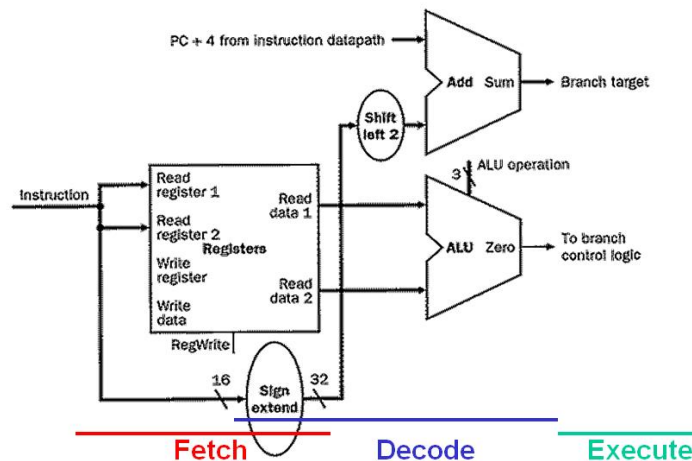 PC + 4 from instruction datapath
Add Sum
Branch target
Shift
left 2
ALU operation
3
Instruction
Read
register 1
Read
data 1
Read
register 2
Registers
ALU Zero
To branch
control logic
Write
register
Read
data 2
Write
data
RegWrite
16
Sign
extend
32
Fetch
Decode
Execute